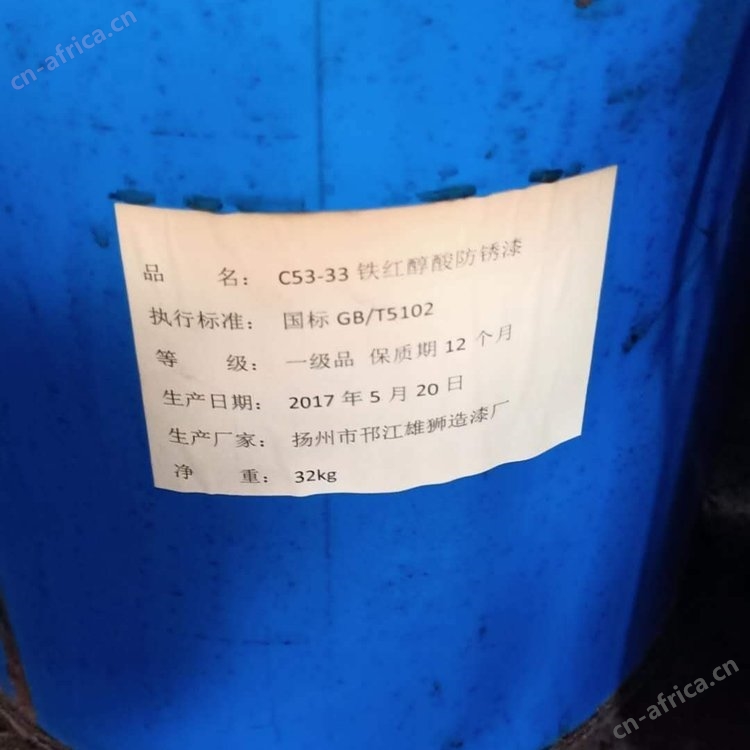 cn-africa.cn
品 名： C53-33 铁红醇酸防锈漆
执行标准： 国标 GB/T5102
等 级： 一级品 保质期 12 个月
生产日期： 2017 年 5 月 20 日
生产厂家： 扬州市邗江雄狮造漆厂
净 重： 32kg
cn-africa.cn